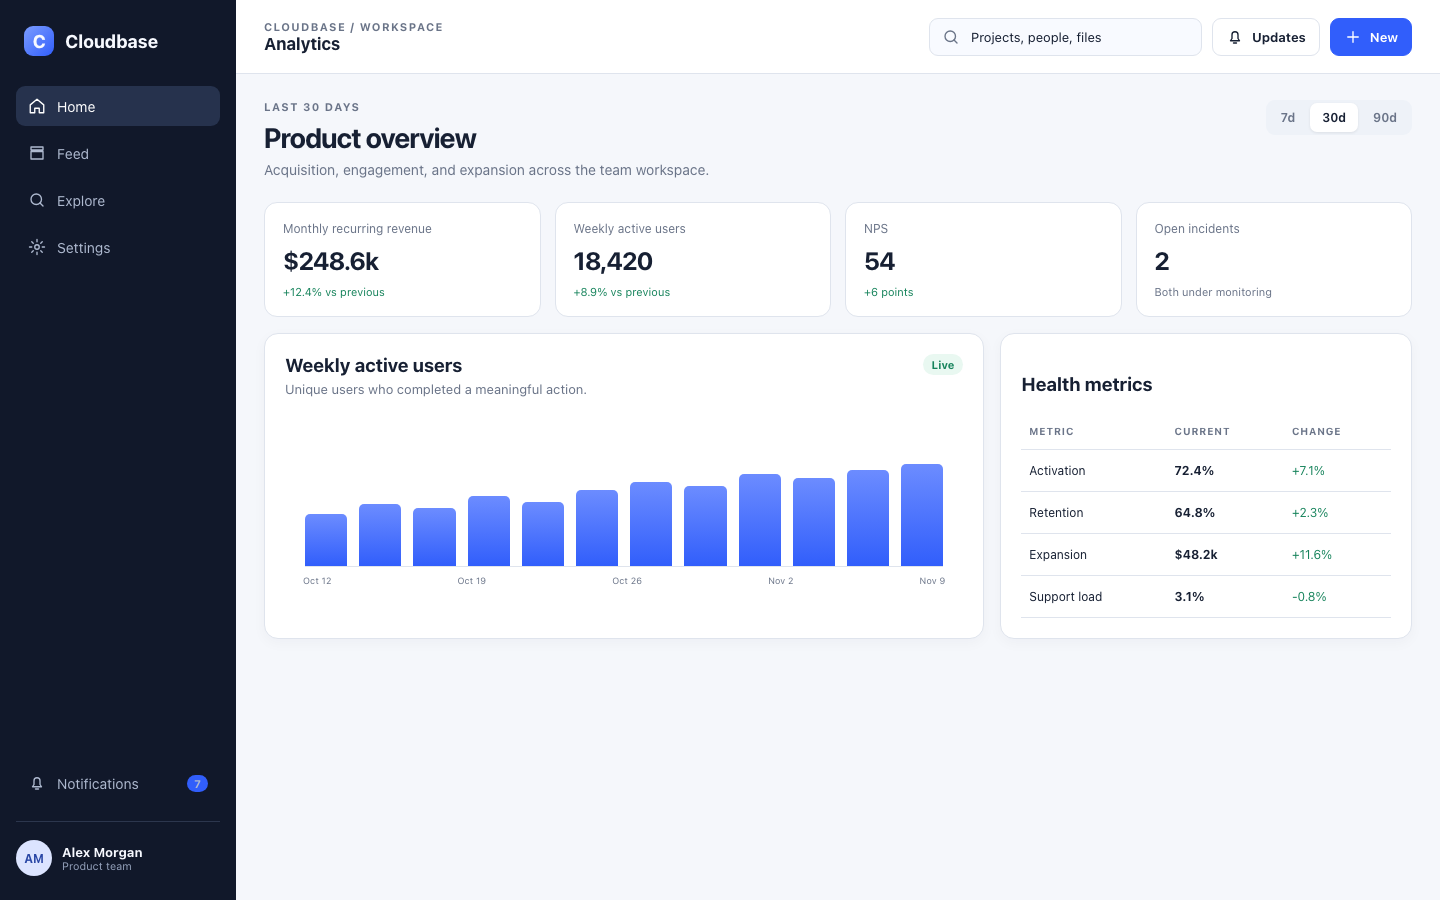 C Cloudbase
Home
Feed
Explore
Settings
Notifications 7
AM
Alex Morgan
Product team
CLOUDBASE / WORKSPACE
Analytics
Projects, people, files
Updates
New
LAST 30 DAYS
Product overview
Acquisition, engagement, and expansion across the team workspace.
7d 30d 90d
Monthly recurring revenue
$248.6k
+12.4% vs previous
Weekly active users
18,420
+8.9% vs previous
NPS
54
+6 points
Open incidents
2
Both under monitoring
Weekly active users
Live
Unique users who completed a meaningful action.
Oct 12 Oct 19 Oct 26 Nov 2 Nov 9
Health metrics
METRIC CURRENT CHANGE
Activation 72.4% +7.1%
Retention 64.8% +2.3%
Expansion $48.2k +11.6%
Support load 3.1% -0.8%